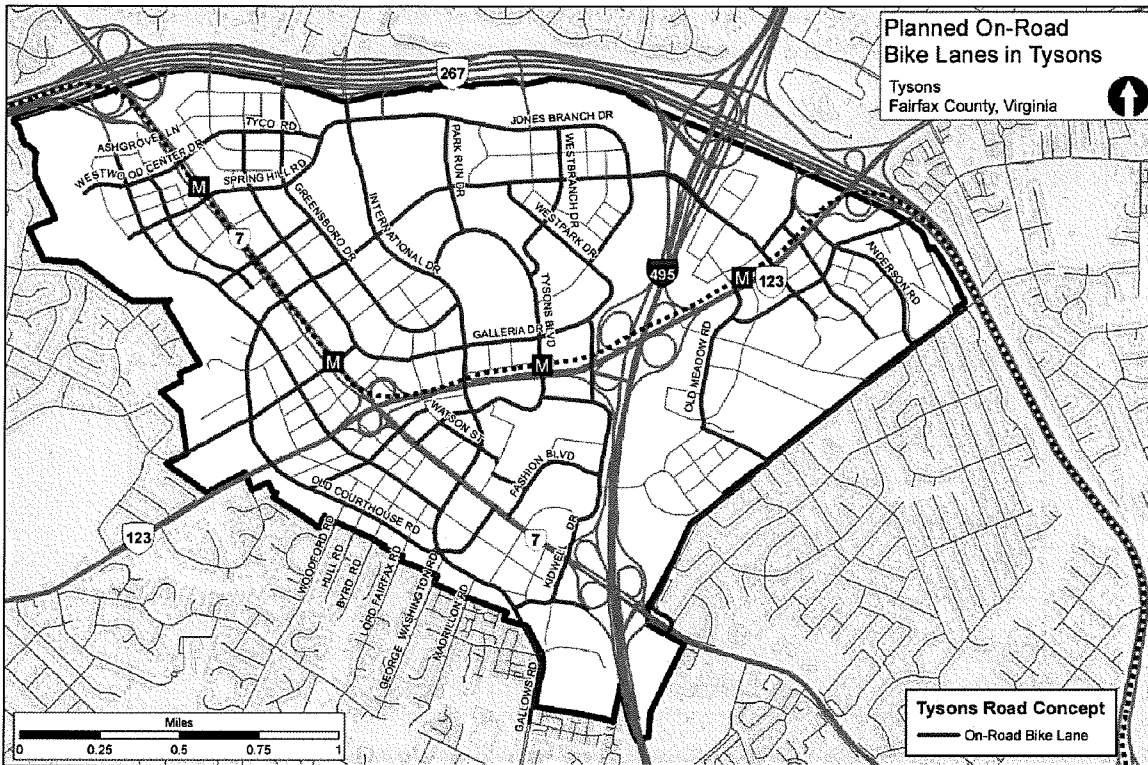 Planned On-Road
Bike Lanes in Tysons
Tysons
Fairfax County, Virginia
267
JONES BRANCH DR
ASHGROVE LN
TYCO RD
WESTWOOD CENTER DR
SPRING HILL RD
M
7
GREENSBORO DR
INTERNATIONAL DR
PARK RUN DR
WESTBRANCH DR
WESTPARK DR
TYSONS BLVD
495
M
123
ANDERSON RD
GALLERIA DR
M
M
OLD MEADOW RD
WATSON ST
FASHION BLVD
OLD COURTHOUSE RD
7
KIDWELL DR
123
WOODFORD RD
HULL RD
BYRD RD
LORD FAIRFAX RD
GEORGE WASHINGTON RD
MADRILLON RD
GALLOWS RD
Miles
0 0.25 0.5 0.75 1
Tysons Road Concept
On-Road Bike Lane